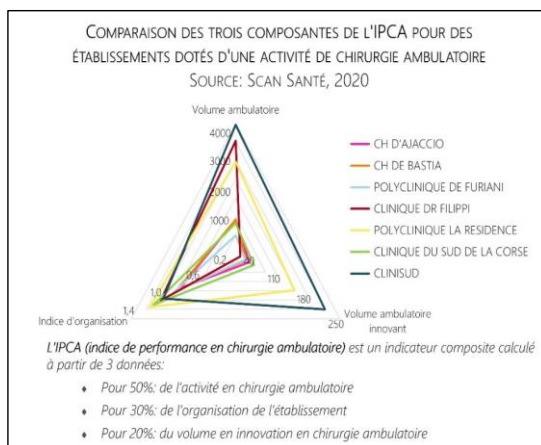 COMPARAISON DES TROIS COMPOSANTES DE L'IPCA POUR DES
ÉTABLISSEMENTS DOTÉS D'UNE ACTIVITÉ DE CHIRURGIE AMBULATOIRE
SOURCE: SCAN SANTÉ, 2020
Volume ambulatoire
4000
3000
2000
1000
0,2
0,6
1,0
1,4
110
180
250
Indice d'organisation
Volume ambulatoire
innovant
CH D'AJACCIO
CH DE BASTIA
POLYCLINIQUE DE FURIANI
CLINIQUE DR FILIPPI
POLYCLINIQUE LA RESIDENCE
CLINIQUE DU SUD DE LA CORSE
CLINISUD
L'IPCA (indice de performance en chirurgie ambulatoire) est un indicateur composite calculé
à partir de 3 données:
♦ Pour 50%: de l'activité en chirurgie ambulatoire
♦ Pour 30%: de l'organisation de l'établissement
♦ Pour 20%: du volume en innovation en chirurgie ambulatoire